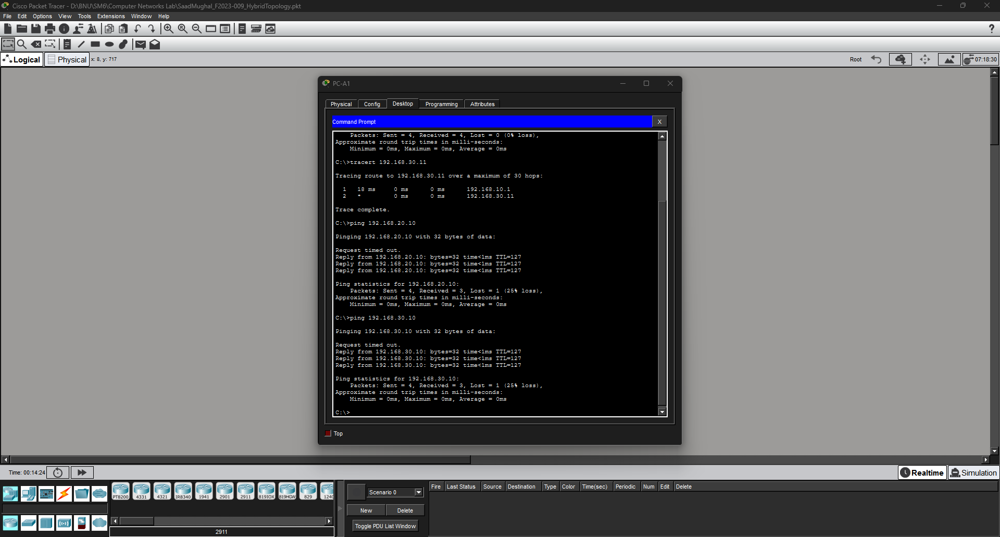 Cisco Packet Tracer - D:\BNU\SM6\Computer Networks Lab\SaadMughal_F2023-009_HybridTopology.pkt
File Edit Options View Tools Extensions Window Help
?
Logical Physical x: 8, y: 717 Root 07:18:30
PC-A1
Physical Config Desktop Programming Attributes
Command Prompt X
Packets: Sent = 4, Received = 4, Lost = 0 (0% loss),
Approximate round trip times in milli-seconds:
Minimum = 0ms, Maximum = 0ms, Average = 0ms
C:\>tracert 192.168.30.11
Tracing route to 192.168.30.11 over a maximum of 30 hops:
1 18 ms 0 ms 0 ms 192.168.10.1
2 * 0 ms 0 ms 192.168.30.11
Trace complete.
C:\>ping 192.168.20.10
Pinging 192.168.20.10 with 32 bytes of data:
Request timed out.
Reply from 192.168.20.10: bytes=32 time<1ms TTL=127
Reply from 192.168.20.10: bytes=32 time<1ms TTL=127
Reply from 192.168.20.10: bytes=32 time<1ms TTL=127
Ping statistics for 192.168.20.10:
Packets: Sent = 4, Received = 3, Lost = 1 (25% loss),
Approximate round trip times in milli-seconds:
Minimum = 0ms, Maximum = 0ms, Average = 0ms
C:\>ping 192.168.30.10
Pinging 192.168.30.10 with 32 bytes of data:
Request timed out.
Reply from 192.168.30.10: bytes=32 time<1ms TTL=127
Reply from 192.168.30.10: bytes=32 time<1ms TTL=127
Reply from 192.168.30.10: bytes=32 time<1ms TTL=127
Ping statistics for 192.168.30.10:
Packets: Sent = 4, Received = 3, Lost = 1 (25% loss),
Approximate round trip times in milli-seconds:
Minimum = 0ms, Maximum = 0ms, Average = 0ms
C:\>
Top
Time: 00:14:24 Realtime Simulation
PT8200 4331 4321 IR8340 1941 2901 2911 819IOX 819HGW 829 1240
Scenario 0
New Delete
Toggle PDU List Window
Fire Last Status Source Destination Type Color Time(sec) Periodic Num Edit Delete
2911